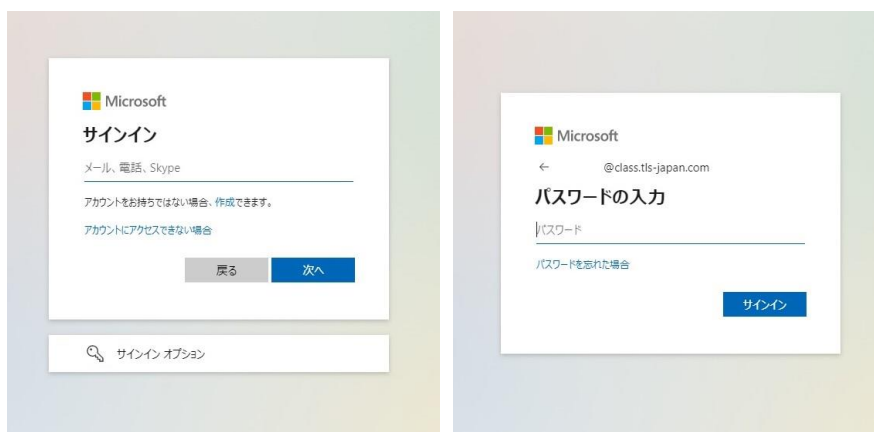 Microsoft
サインイン
メール、電話、Skype
アカウントをお持ちではない場合、作成できます。
アカウントにアクセスできない場合
戻る
次へ
サインイン オプション
Microsoft
← @class.tls-japan.com
パスワードの入力
パスワード
パスワードを忘れた場合
サインイン